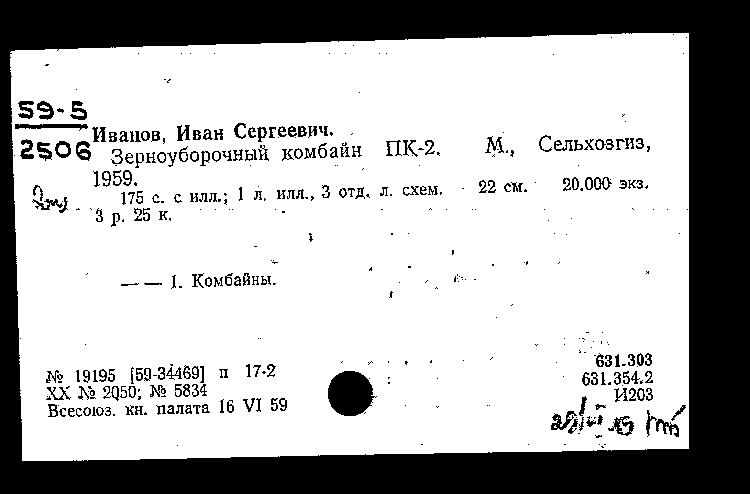 59-5
2506
Иванов, Иван Сергеевич.
Зерноуборочный комбайн ПК-2. М., Сельхозгиз,
1959.
175 с. с илл.; 1 л. илл., 3 отд. л. схем. 22 см. 20.000 экз.
3 р. 25 к.
— — 1. Комбайны.
№ 19195 [59-34469] п 17-2
XX № 2050; № 5834
Всесоюз. кн. палата 16 VI 59
631.303
631.354.2
И203